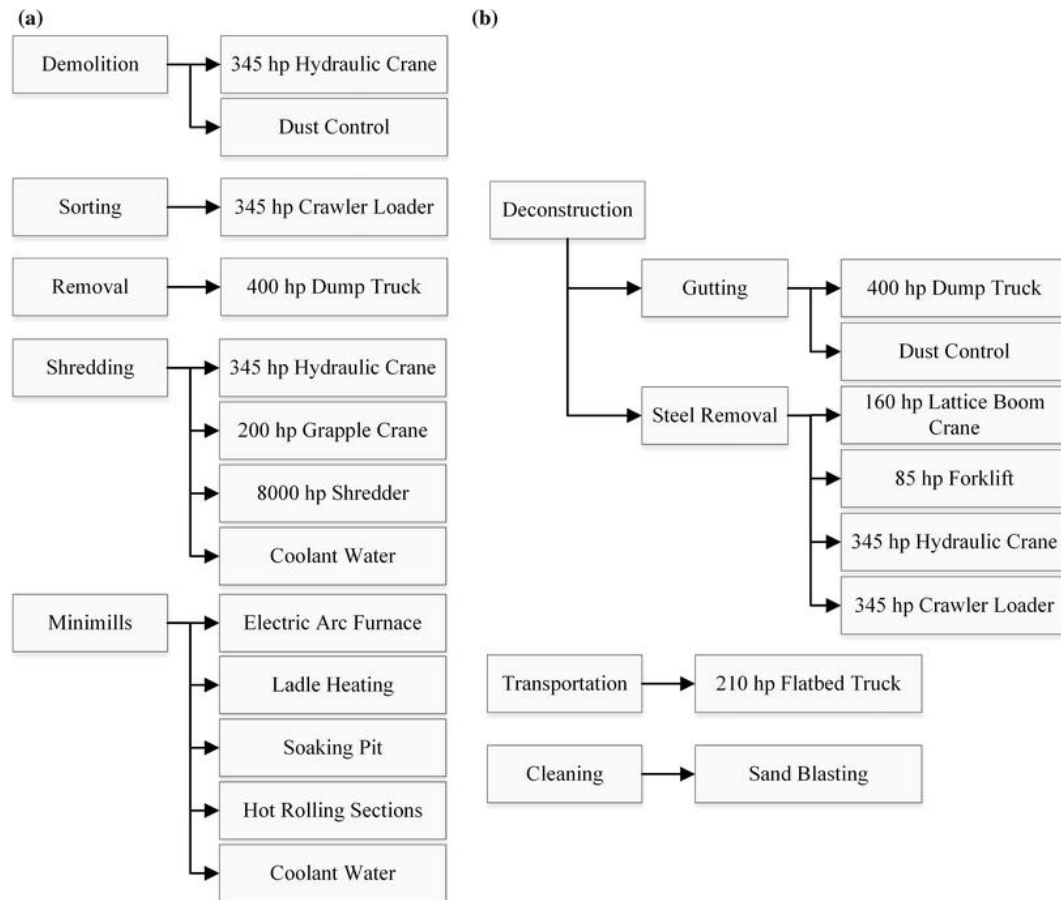 (a)
Demolition
345 hp Hydraulic Crane
Dust Control
Sorting
345 hp Crawler Loader
Removal
400 hp Dump Truck
Shredding
345 hp Hydraulic Crane
200 hp Grapple Crane
8000 hp Shredder
Coolant Water
Minimills
Electric Arc Furnace
Ladle Heating
Soaking Pit
Hot Rolling Sections
Coolant Water
(b)
Deconstruction
Gutting
400 hp Dump Truck
Dust Control
Steel Removal
160 hp Lattice Boom
Crane
85 hp Forklift
345 hp Hydraulic Crane
345 hp Crawler Loader
Transportation
210 hp Flatbed Truck
Cleaning
Sand Blasting